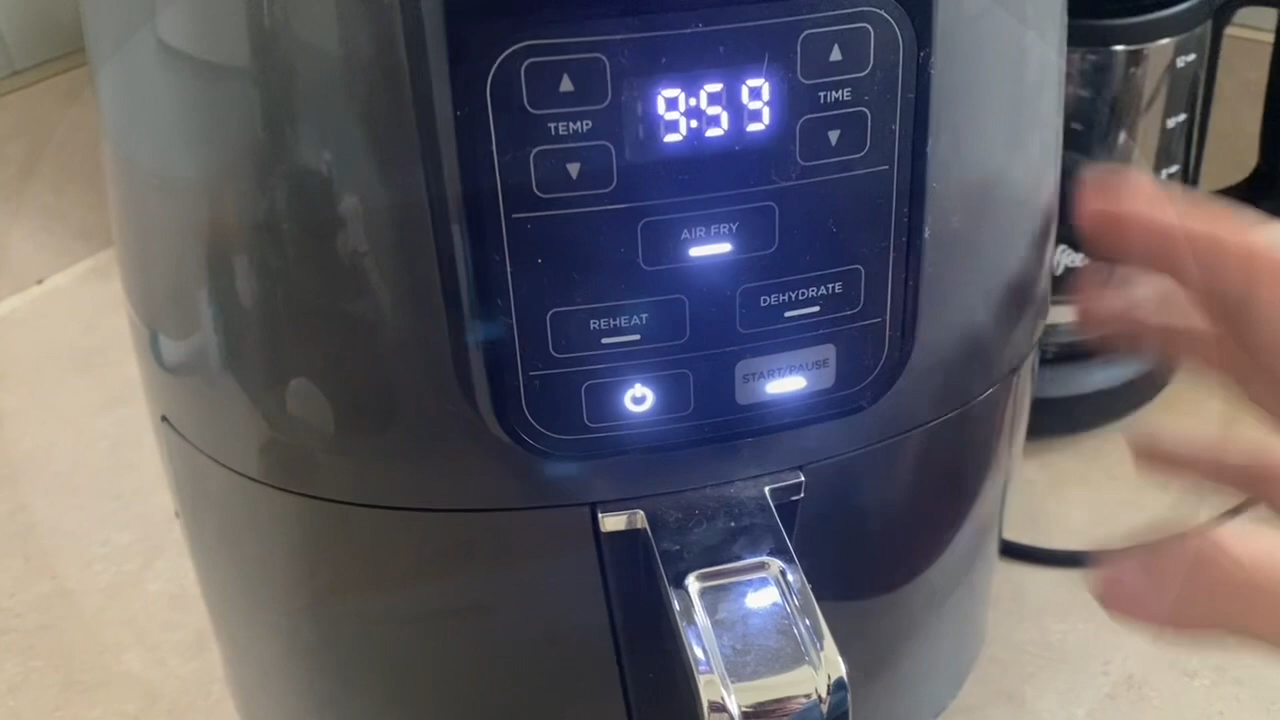 9:59
TEMP
TIME
AIR FRY
REHEAT
DEHYDRATE
START/PAUSE